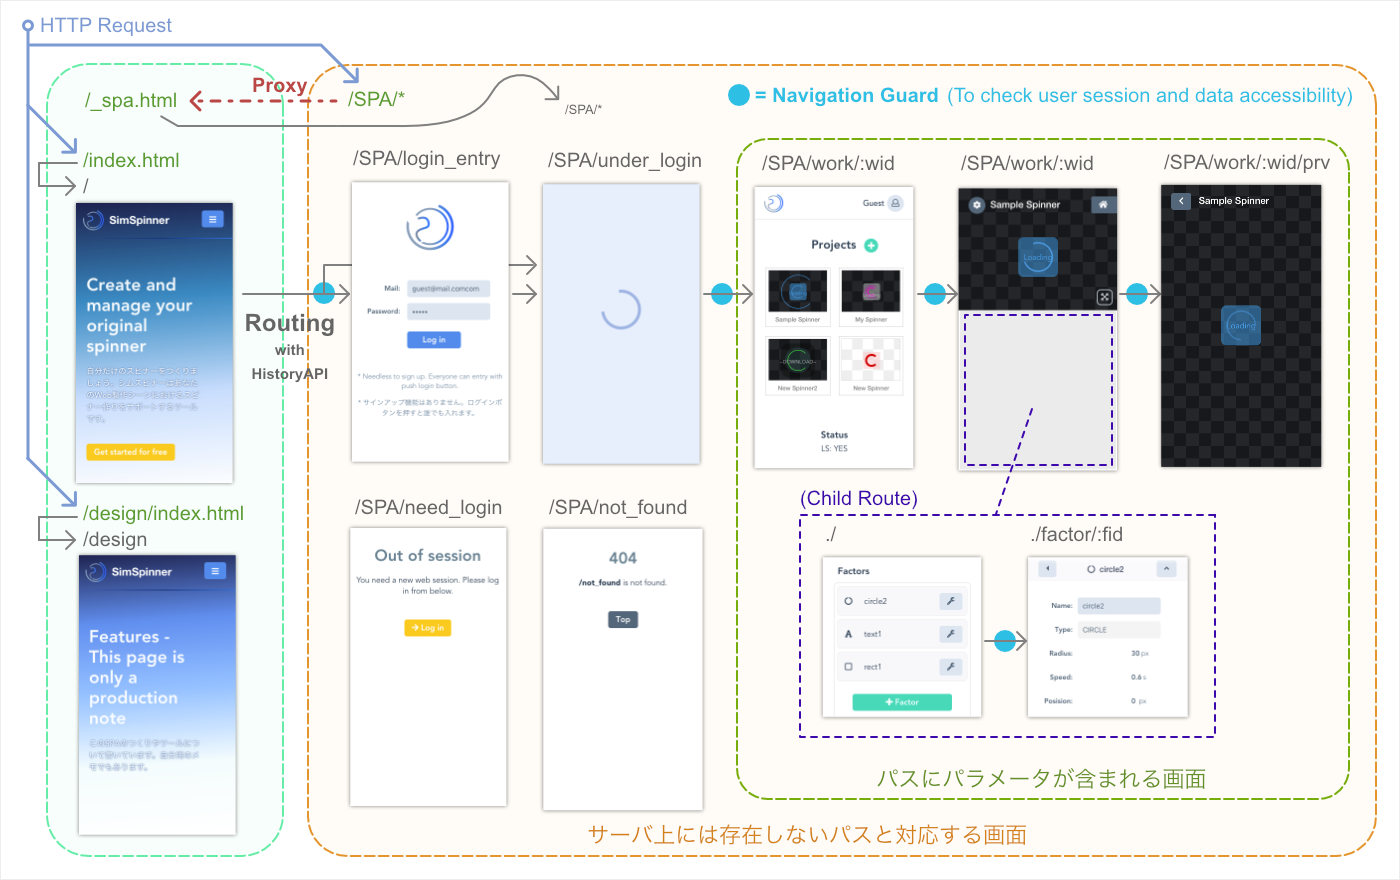 HTTP Request
/_spa.html
Proxy
/SPA/*
/SPA/*
= Navigation Guard (To check user session and data accessibility)
/index.html
/
SimSpinner
Create and
manage your
original
spinner
Get started for free
/design/index.html
/design
SimSpinner
Features -
This page is
only a
production
note
Routing
with
HistoryAPI
/SPA/login_entry
Mail:
guest@mail.comcom
Password:
•••••
Log in
* Needless to sign up. Everyone can entry with
push login button.
* サインアップ機能はありません。ログインボ
タンを押すと誰でも入れます。
/SPA/under_login
/SPA/need_login
Out of session
You need a new web session. Please log
in from below.
Log in
/SPA/not_found
404
/not_found is not found.
Top
/SPA/work/:wid
Guest
Projects
Sample Spinner
My Spinner
-DOWNLOAD-
New Spinner2
New Spinner
Status
LS: YES
/SPA/work/:wid
Sample Spinner
Loading
/SPA/work/:wid/prv
Sample Spinner
Loading
(Child Route)
./
Factors
circle2
A text1
rect1
Factor
./factor/:fid
circle2
Name: circle2
Type: CIRCLE
Radius: 30 px
Speed: 0.6 s
Posision: 0 px
パスにパラメータが含まれる画面
サーバ上には存在しないパスと対応する画面